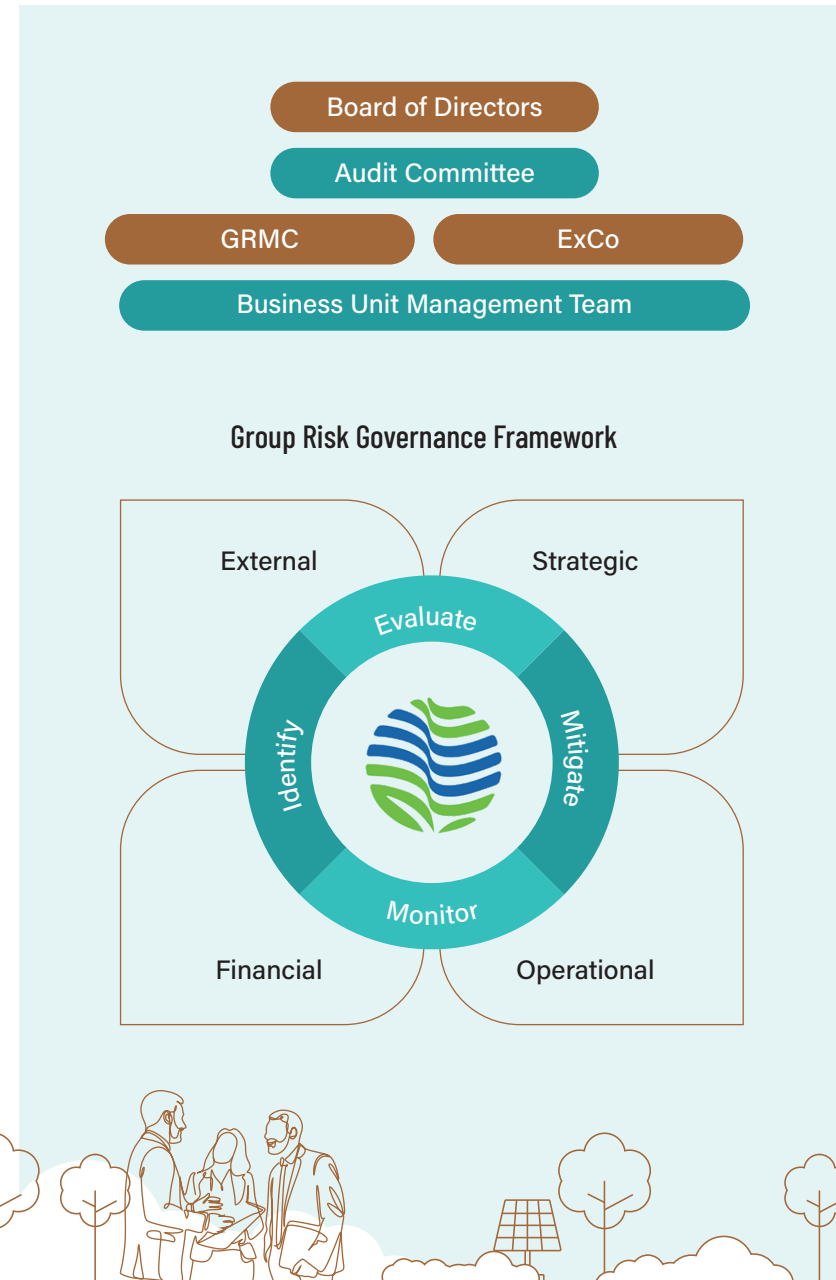 Board of Directors
Audit Committee
GRMC
ExCo
Business Unit Management Team
Group Risk Governance Framework
External
Strategic
Evaluate
Identify
Mitigate
Monitor
Financial
Operational